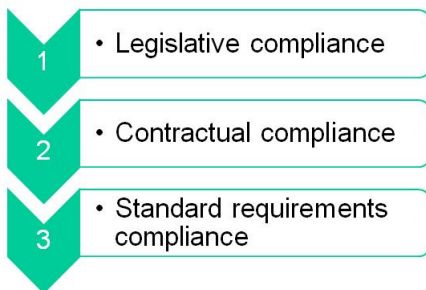 1
• Legislative compliance
2
• Contractual compliance
3
• Standard requirements
compliance